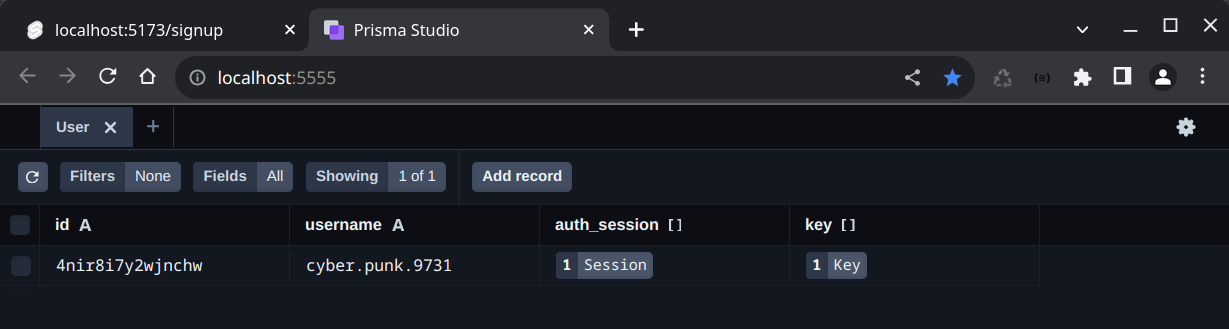 localhost:5173/signup Prisma Studio
localhost:5555
User
Filters None Fields All Showing 1 of 1 Add record
id A username A auth_session [] key []
4nir8i7y2wjnchw cyber.punk.9731 1 Session 1 Key